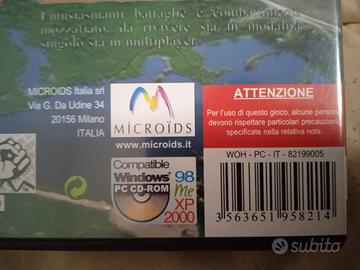 Entusiasmanti battaglie e combattimenti
mozzafiato, da rivivere sia in modalità
singolo sia in multiplayer.
MICROIDS Italia srl
Via G. Da Udine 34
20156 Milano
ITALIA
MICROÏDS
www.microids.it
Compatible
Windows
PC CD-ROM
98
Me
XP
2000
ATTENZIONE
Per l'uso di questo gioco, alcune persone
devono rispettare particolari precauzioni
specificate nella relativa nota.
WOH - PC - IT - 82199005
3 563651 958214
subito